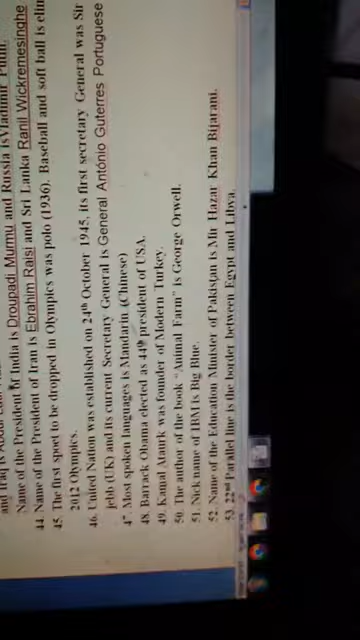 Name of the President of India is Droupadi Murmu and Russia is Vladimir Putin.
44. Name of the President of Iran is Ebrahim Raisi and Sri Lanka Ranil Wickremesinghe
45. The first sport to be dropped in Olympics was polo (1936). Baseball and soft ball is elim
2012 Olympics.
46. United Nation was established on 24th October 1945, its first secretary General was Sir
jebb (UK) and its current Secretary General is General António Guterres Portuguese
47. Most spoken languages is Mandarin (Chinese)
48. Barrack Obama elected as 44th president of USA.
49. Kamal Ataurk was founder of Modern Turkey.
50. The author of the book "Animal Farm" is George Orwell.
51. Nick name of IBM is Big Blue.
52. Name of the Education Minister of Pakistan is Mir Hazar Khan Bijarani.
53. 22nd Parallel line is the border between Egypt and Libya.